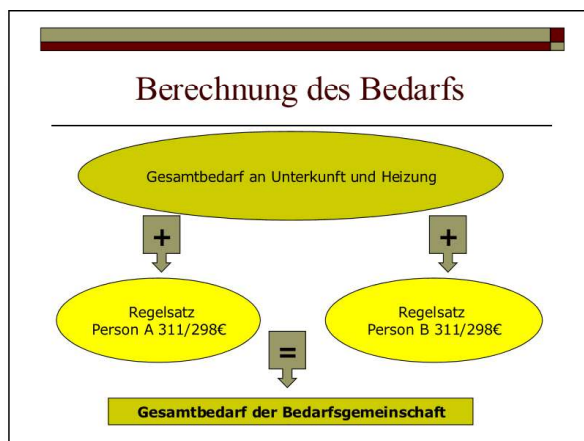 Berechnung des Bedarfs
Gesamtbedarf an Unterkunft und Heizung
+
+
Regelsatz
Person A 311/298€
Regelsatz
Person B 311/298€
=
Gesamtbedarf der Bedarfsgemeinschaft